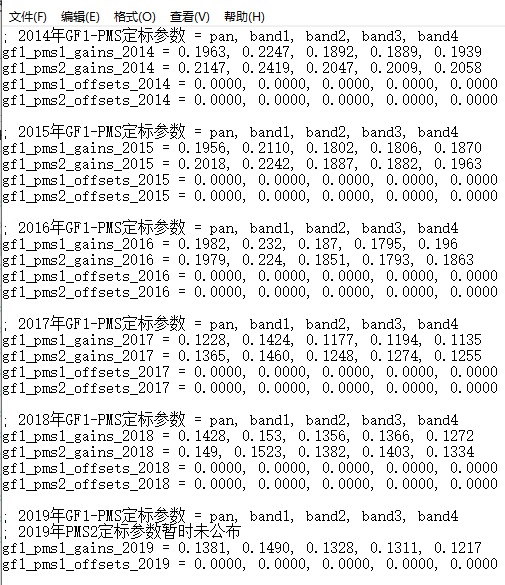 文件(F) 编辑(E) 格式(O) 查看(V) 帮助(H)
; 2014年GF1-PMS定标参数 = pan, band1, band2, band3, band4
gf1_pms1_gains_2014 = 0.1963, 0.2247, 0.1892, 0.1889, 0.1939
gf1_pms2_gains_2014 = 0.2147, 0.2419, 0.2047, 0.2009, 0.2058
gf1_pms1_offsets_2014 = 0.0000, 0.0000, 0.0000, 0.0000, 0.0000
gf1_pms2_offsets_2014 = 0.0000, 0.0000, 0.0000, 0.0000, 0.0000
; 2015年GF1-PMS定标参数 = pan, band1, band2, band3, band4
gf1_pms1_gains_2015 = 0.1956, 0.2110, 0.1802, 0.1806, 0.1870
gf1_pms2_gains_2015 = 0.2018, 0.2242, 0.1887, 0.1882, 0.1963
gf1_pms1_offsets_2015 = 0.0000, 0.0000, 0.0000, 0.0000, 0.0000
gf1_pms2_offsets_2015 = 0.0000, 0.0000, 0.0000, 0.0000, 0.0000
; 2016年GF1-PMS定标参数 = pan, band1, band2, band3, band4
gf1_pms1_gains_2016 = 0.1982, 0.232, 0.187, 0.1795, 0.196
gf1_pms2_gains_2016 = 0.1979, 0.224, 0.1851, 0.1793, 0.1863
gf1_pms1_offsets_2016 = 0.0000, 0.0000, 0.0000, 0.0000, 0.0000
gf1_pms2_offsets_2016 = 0.0000, 0.0000, 0.0000, 0.0000, 0.0000
; 2017年GF1-PMS定标参数 = pan, band1, band2, band3, band4
gf1_pms1_gains_2017 = 0.1228, 0.1424, 0.1177, 0.1194, 0.1135
gf1_pms2_gains_2017 = 0.1365, 0.1460, 0.1248, 0.1274, 0.1255
gf1_pms1_offsets_2017 = 0.0000, 0.0000, 0.0000, 0.0000, 0.0000
gf1_pms2_offsets_2017 = 0.0000, 0.0000, 0.0000, 0.0000, 0.0000
; 2018年GF1-PMS定标参数 = pan, band1, band2, band3, band4
gf1_pms1_gains_2018 = 0.1428, 0.153, 0.1356, 0.1366, 0.1272
gf1_pms2_gains_2018 = 0.149, 0.1523, 0.1382, 0.1403, 0.1334
gf1_pms1_offsets_2018 = 0.0000, 0.0000, 0.0000, 0.0000, 0.0000
gf1_pms2_offsets_2018 = 0.0000, 0.0000, 0.0000, 0.0000, 0.0000
; 2019年GF1-PMS定标参数 = pan, band1, band2, band3, band4
; 2019年PMS2定标参数暂时未公布
gf1_pms1_gains_2019 = 0.1381, 0.1490, 0.1328, 0.1311, 0.1217
gf1_pms1_offsets_2019 = 0.0000, 0.0000, 0.0000, 0.0000, 0.0000